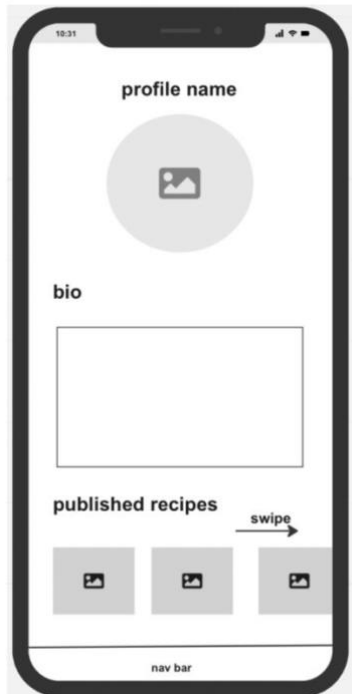 10:31
profile name
bio
published recipes
swipe
nav bar